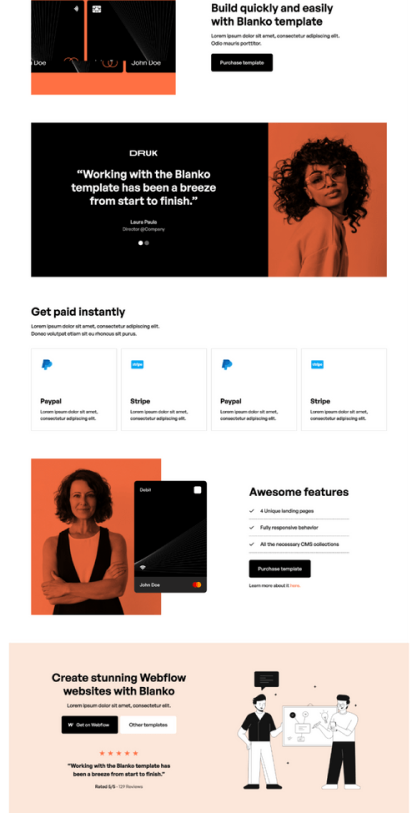 Build quickly and easily
with Blanko template
Lorem ipsum dolor sit amet, consectetur adipiscing elit.
Odio mauris porttitor.
Purchase template
Doe
John Doe
DRUK
“Working with the Blanko
template has been a breeze
from start to finish.”
Laura Paula
Director @Company
Get paid instantly
Lorem ipsum dolor sit amet, consectetur adipiscing elit.
Donec volutpat etiam sit eu rhoncus sit purus.
stripe
stripe
Paypal
Stripe
Paypal
Stripe
Lorem ipsum dolor sit amet,
consectetur adipiscing elit.
Lorem ipsum dolor sit amet,
consectetur adipiscing elit.
Lorem ipsum dolor sit amet,
consectetur adipiscing elit.
Lorem ipsum dolor sit amet,
consectetur adipiscing elit.
Debit
John Doe
Awesome features
4 Unique landing pages
Fully responsive behavior
All the necessary CMS collections
Purchase template
Learn more about it here.
Create stunning Webflow
websites with Blanko
Lorem ipsum dolor sit amet, consectetur elit.
Get on Webflow
Other templates
“Working with the Blanko template has
been a breeze from start to finish.”
Rated 5/5 - 129 Reviews